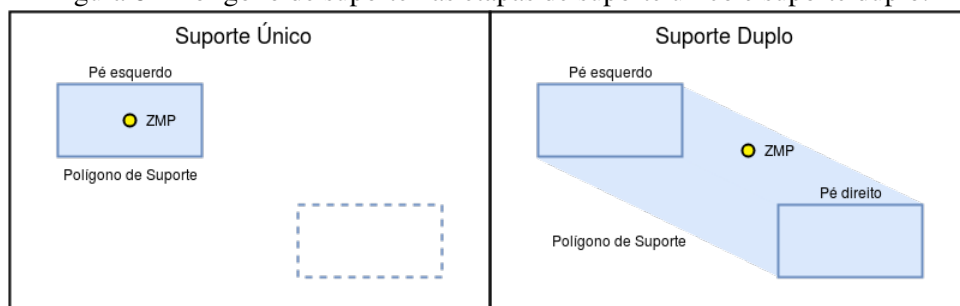 Suporte Único
Pé esquerdo
ZMP
Polígono de Suporte
Suporte Duplo
Pé esquerdo
ZMP
Pé direito
Polígono de Suporte